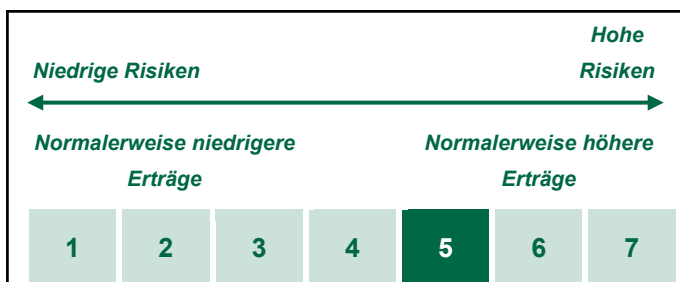 Hohe
Niedrige Risiken Risiken
Normalerweise niedrigere Normalerweise höhere
Erträge Erträge
1 2 3 4 5 6 7